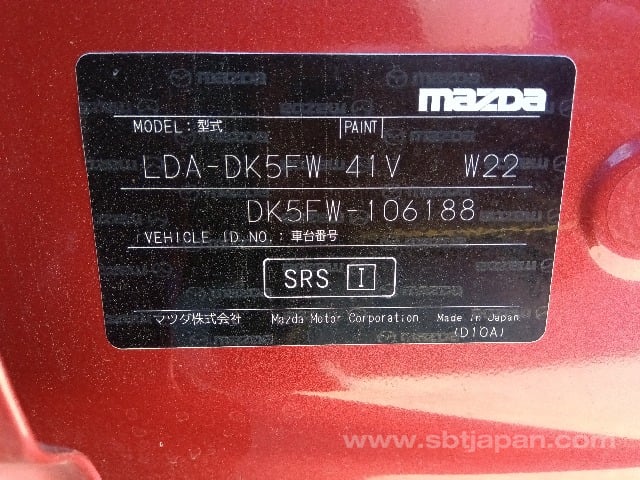 mazda
MODEL: 型式 PAINT
LDA-DK5FW 41V W22
DK5FW-106188
VEHICLE ID.NO.: 車台番号
SRS I
マツダ株式会社 Mazda Motor Corporation Made in Japan
(D10A)
www.sbtjapan.com